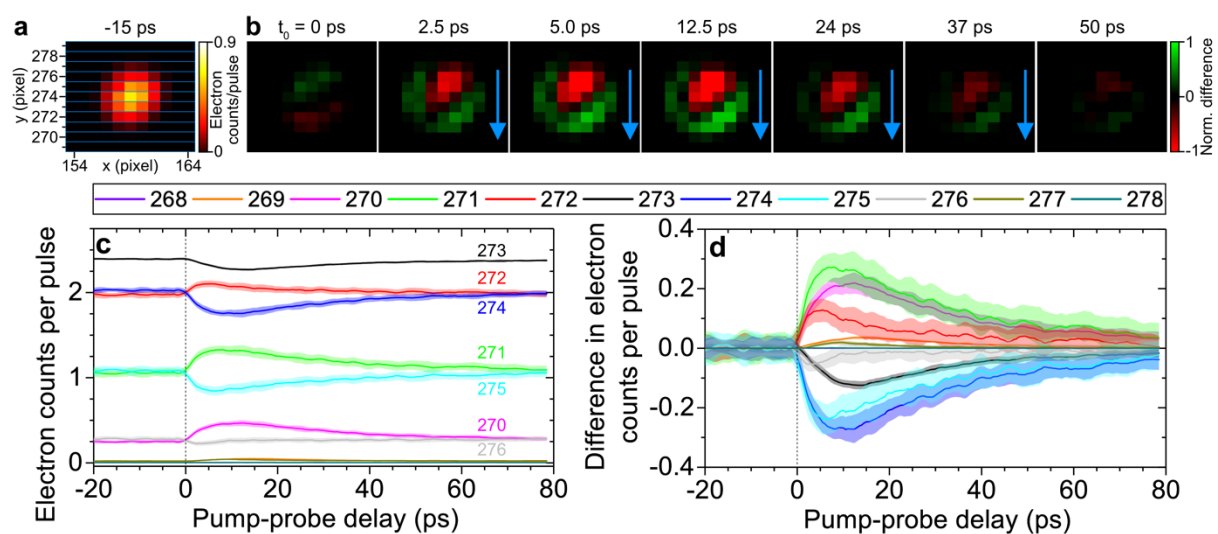 a
-15 ps
278
276
274
272
270
y (pixel)
154
x (pixel)
164
0.9
0
Electron
counts/pulse
b
t0 = 0 ps
2.5 ps
5.0 ps
12.5 ps
24 ps
37 ps
50 ps
1
0
-1
Norm. difference
268 269 270 271 272 273 274 275 276 277 278
c
Electron counts per pulse
2
1
0
273
272
274
271
275
270
276
-20 0 20 40 60 80
Pump-probe delay (ps)
d
Difference in electron
counts per pulse
0.4
0.2
0.0
-0.2
-0.4
-20 0 20 40 60 80
Pump-probe delay (ps)